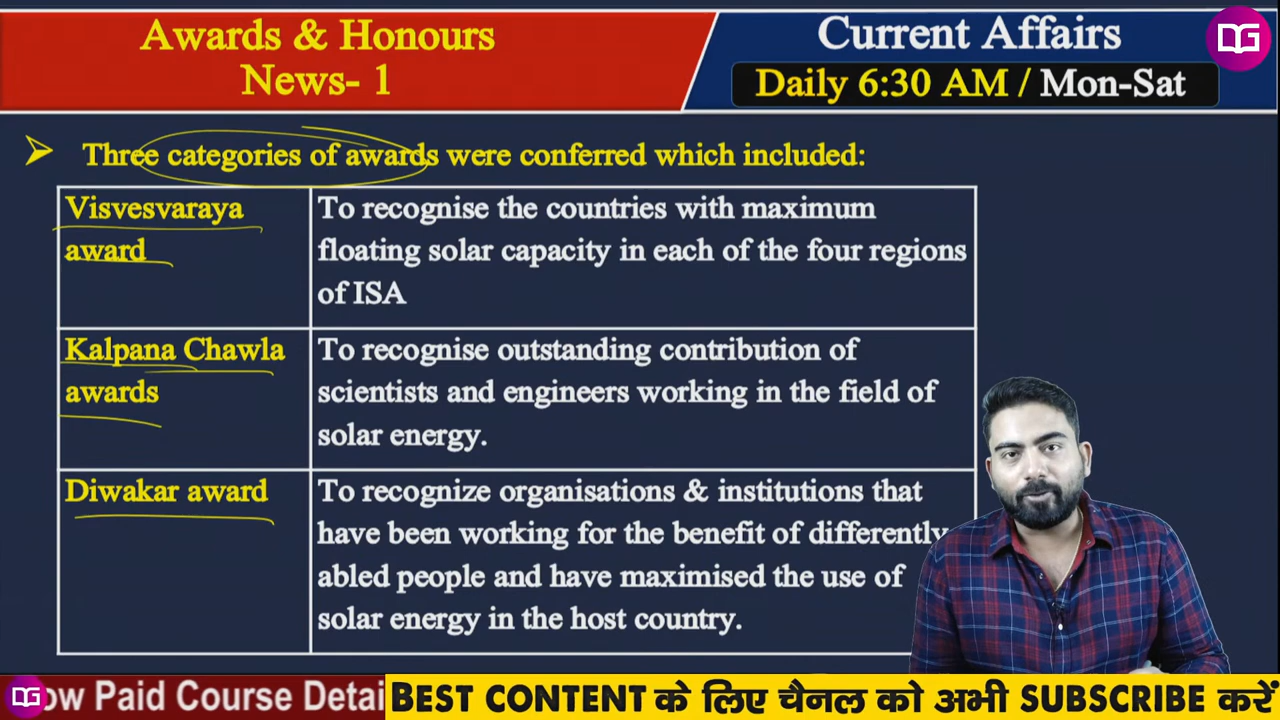 Awards & Honours
News- 1
Current Affairs
Daily 6:30 AM / Mon-Sat
DG
➤ Three categories of awards were conferred which included:
Visvesvaraya
award
To recognise the countries with maximum
floating solar capacity in each of the four regions
of ISA
Kalpana Chawla
awards
To recognise outstanding contribution of
scientists and engineers working in the field of
solar energy.
Diwakar award
To recognize organisations & institutions that
have been working for the benefit of differently
abled people and have maximised the use of
solar energy in the host country.
DG
ow Paid Course Detai
BEST CONTENT के लिए चैनल को अभी SUBSCRIBE करें